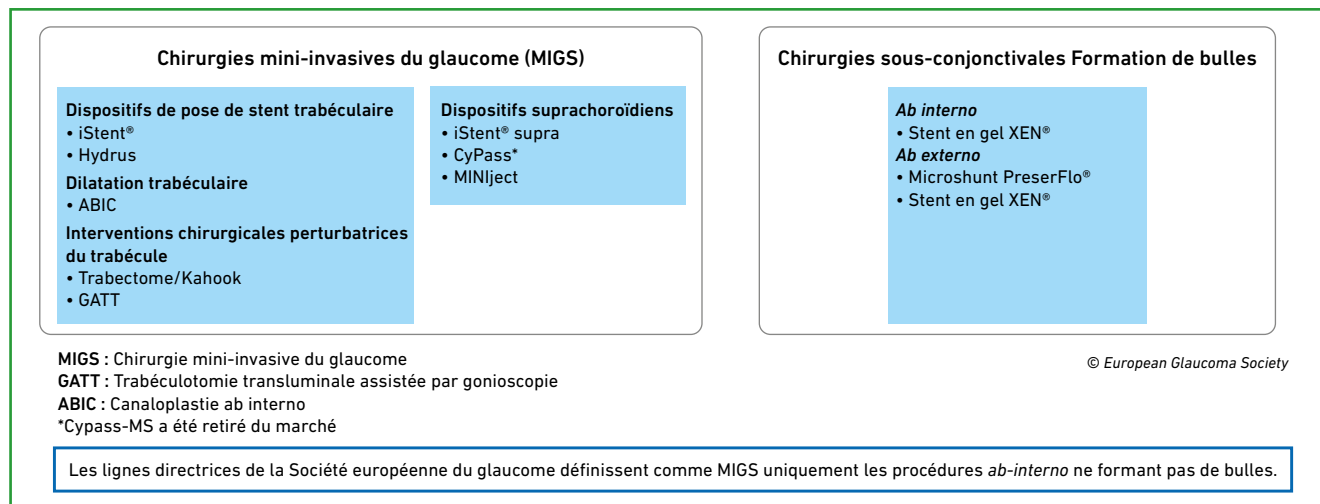 Chirurgies mini-invasives du glaucome (MIGS)
Dispositifs de pose de stent trabéculaire
• iStent®
• Hydrus
Dilatation trabéculaire
• ABIC
Interventions chirurgicales perturbatrices
du trabécule
• Trabectome/Kahook
• GATT
Dispositifs suprachoroïdiens
• iStent® supra
• CyPass*
• MINIject
Chirurgies sous-conjonctivales Formation de bulles
Ab interno
• Stent en gel XEN®
Ab externo
• Microshunt PreserFlo®
• Stent en gel XEN®
MIGS : Chirurgie mini-invasive du glaucome
GATT : Trabéculotomie transluminale assistée par gonioscopie
ABIC : Canaloplastie ab interno
*Cypass-MS a été retiré du marché
© European Glaucoma Society
Les lignes directrices de la Société européenne du glaucome définissent comme MIGS uniquement les procédures ab-interno ne formant pas de bulles.